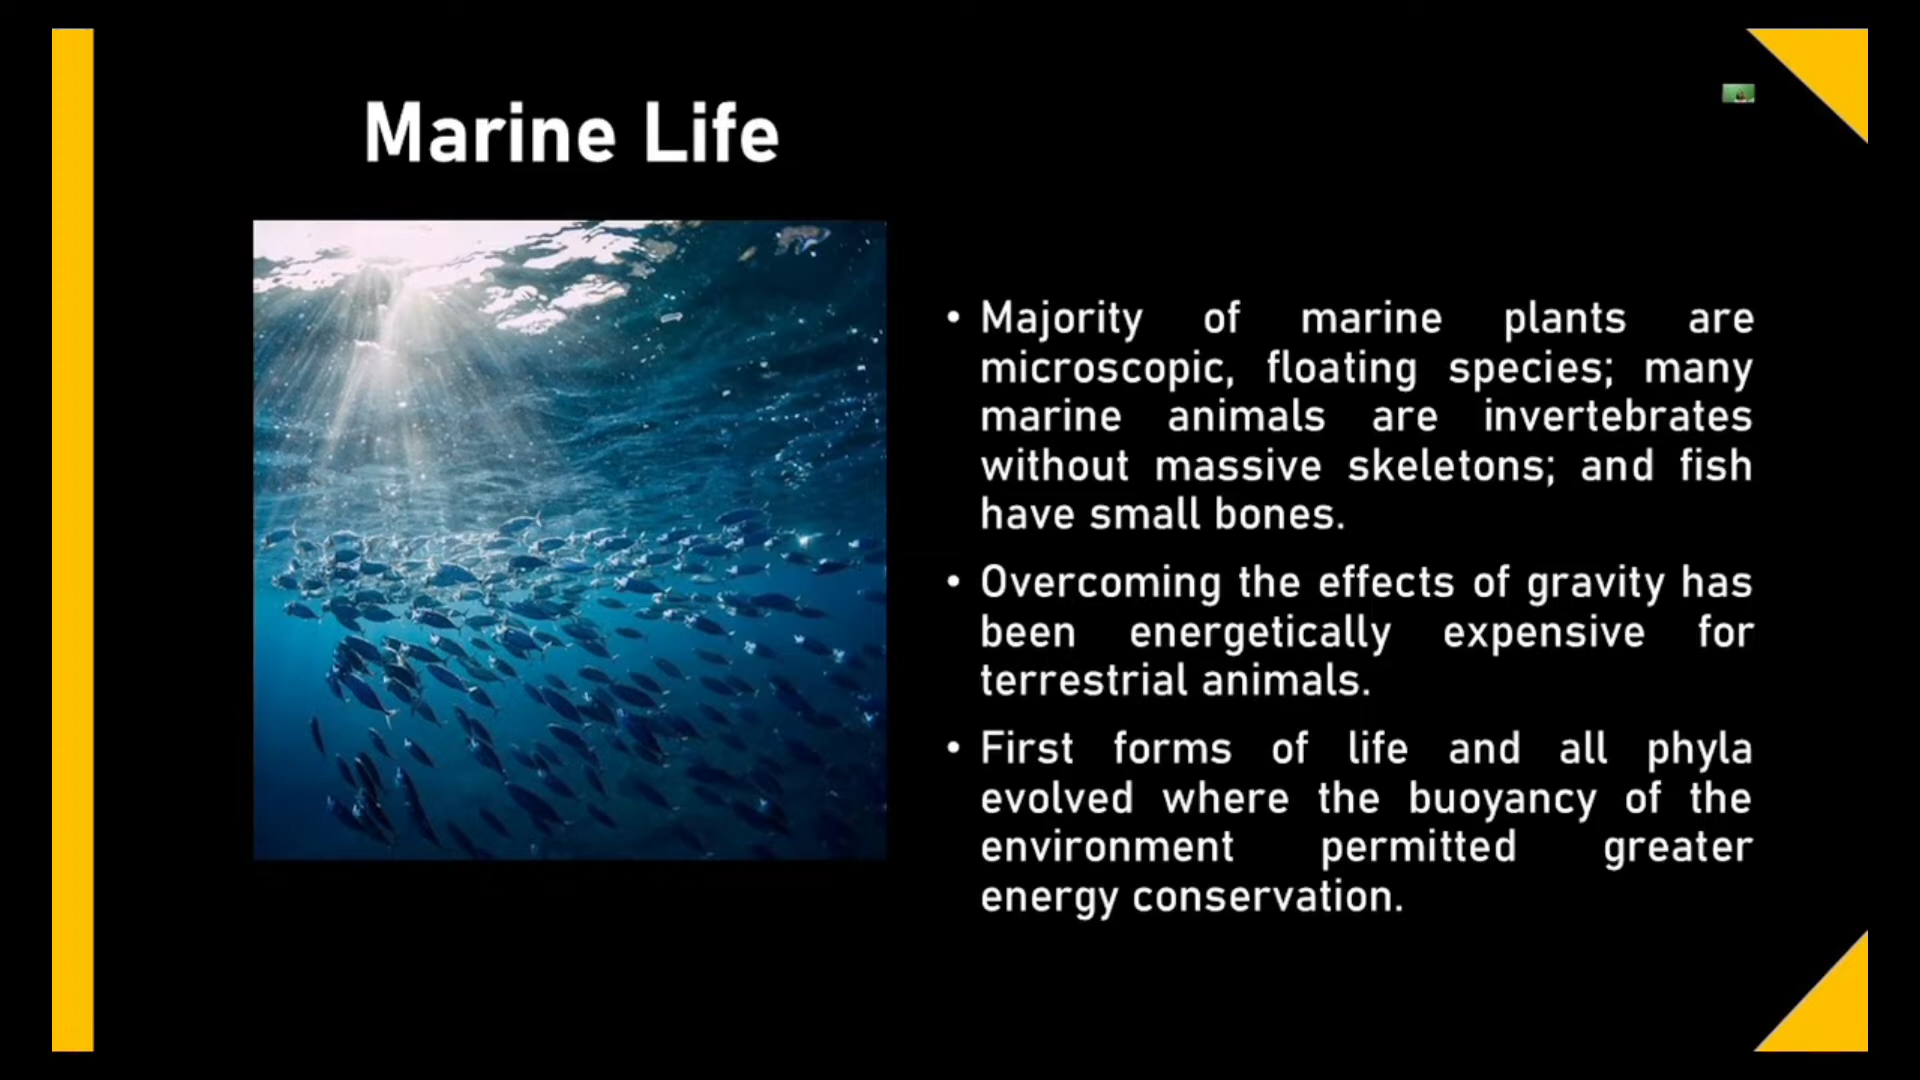 Marine Life
• Majority of marine plants are
microscopic, floating species; many
marine animals are invertebrates
without massive skeletons; and fish
have small bones.
• Overcoming the effects of gravity has
been energetically expensive for
terrestrial animals.
• First forms of life and all phyla
evolved where the buoyancy of the
environment permitted greater
energy conservation.